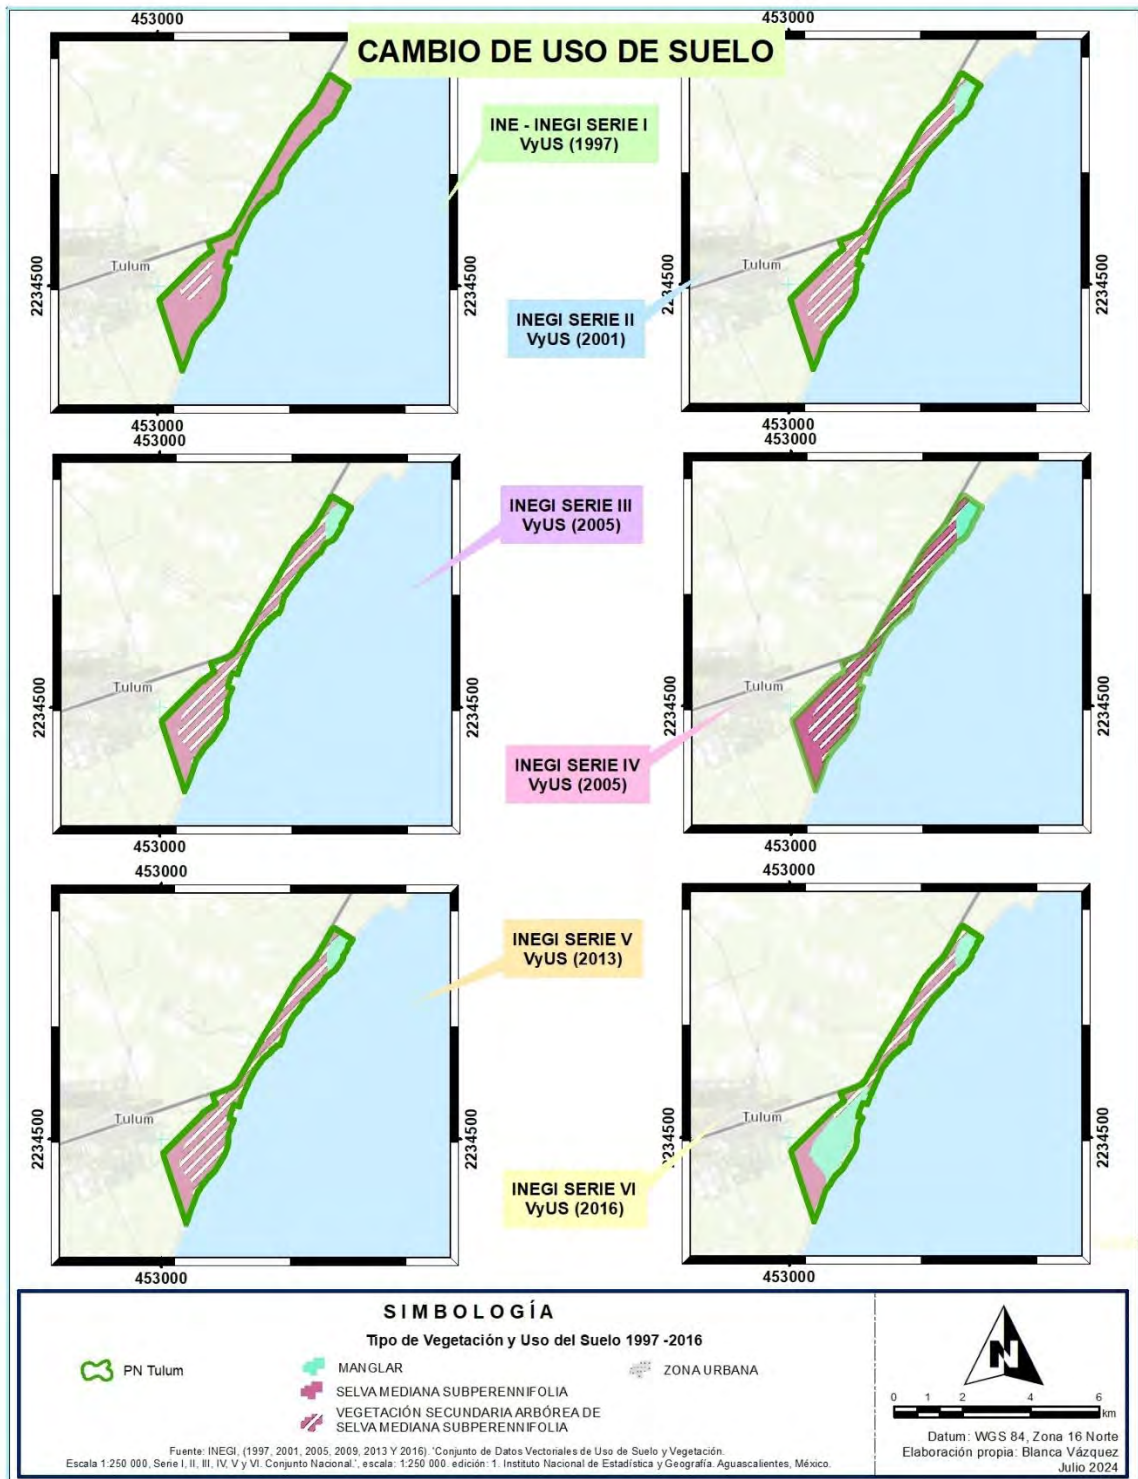 CAMBIO DE USO DE SUELO
453000
453000
INE - INEGI SERIE I
VyUS (1997)
Tulum
2234500
2234500
Tulum
2234500
INEGI SERIE II
VyUS (2001)
453000
453000
453000
453000
INEGI SERIE III
VyUS (2005)
Tulum
2234500
2234500
Tulum
2234500
INEGI SERIE IV
VyUS (2005)
453000
453000
453000
453000
INEGI SERIE V
VyUS (2013)
Tulum
2234500
2234500
Tulum
2234500
INEGI SERIE VI
VyUS (2016)
453000
453000
SIMBOLOGÍA
Tipo de Vegetación y Uso del Suelo 1997 -2016
PN Tulum
MANGLAR
ZONA URBANA
SELVA MEDIANA SUBPERENNIFOLIA
VEGETACIÓN SECUNDARIA ARBÓREA DE
SELVA MEDIANA SUBPERENNIFOLIA
Fuente: INEGI, (1997, 2001, 2005, 2009, 2013 Y 2016). 'Conjunto de Datos Vectoriales de Uso de Suelo y Vegetación.
Escala 1:250 000, Serie I, II, III, IV, V y VI. Conjunto Nacional.', escala: 1:250 000. edición: 1. Instituto Nacional de Estadística y Geografía. Aguascalientes, México.
N
0 1 2 4 6
km
Datum: WGS 84, Zona 16 Norte
Elaboración propia: Blanca Vázquez
Julio 2024